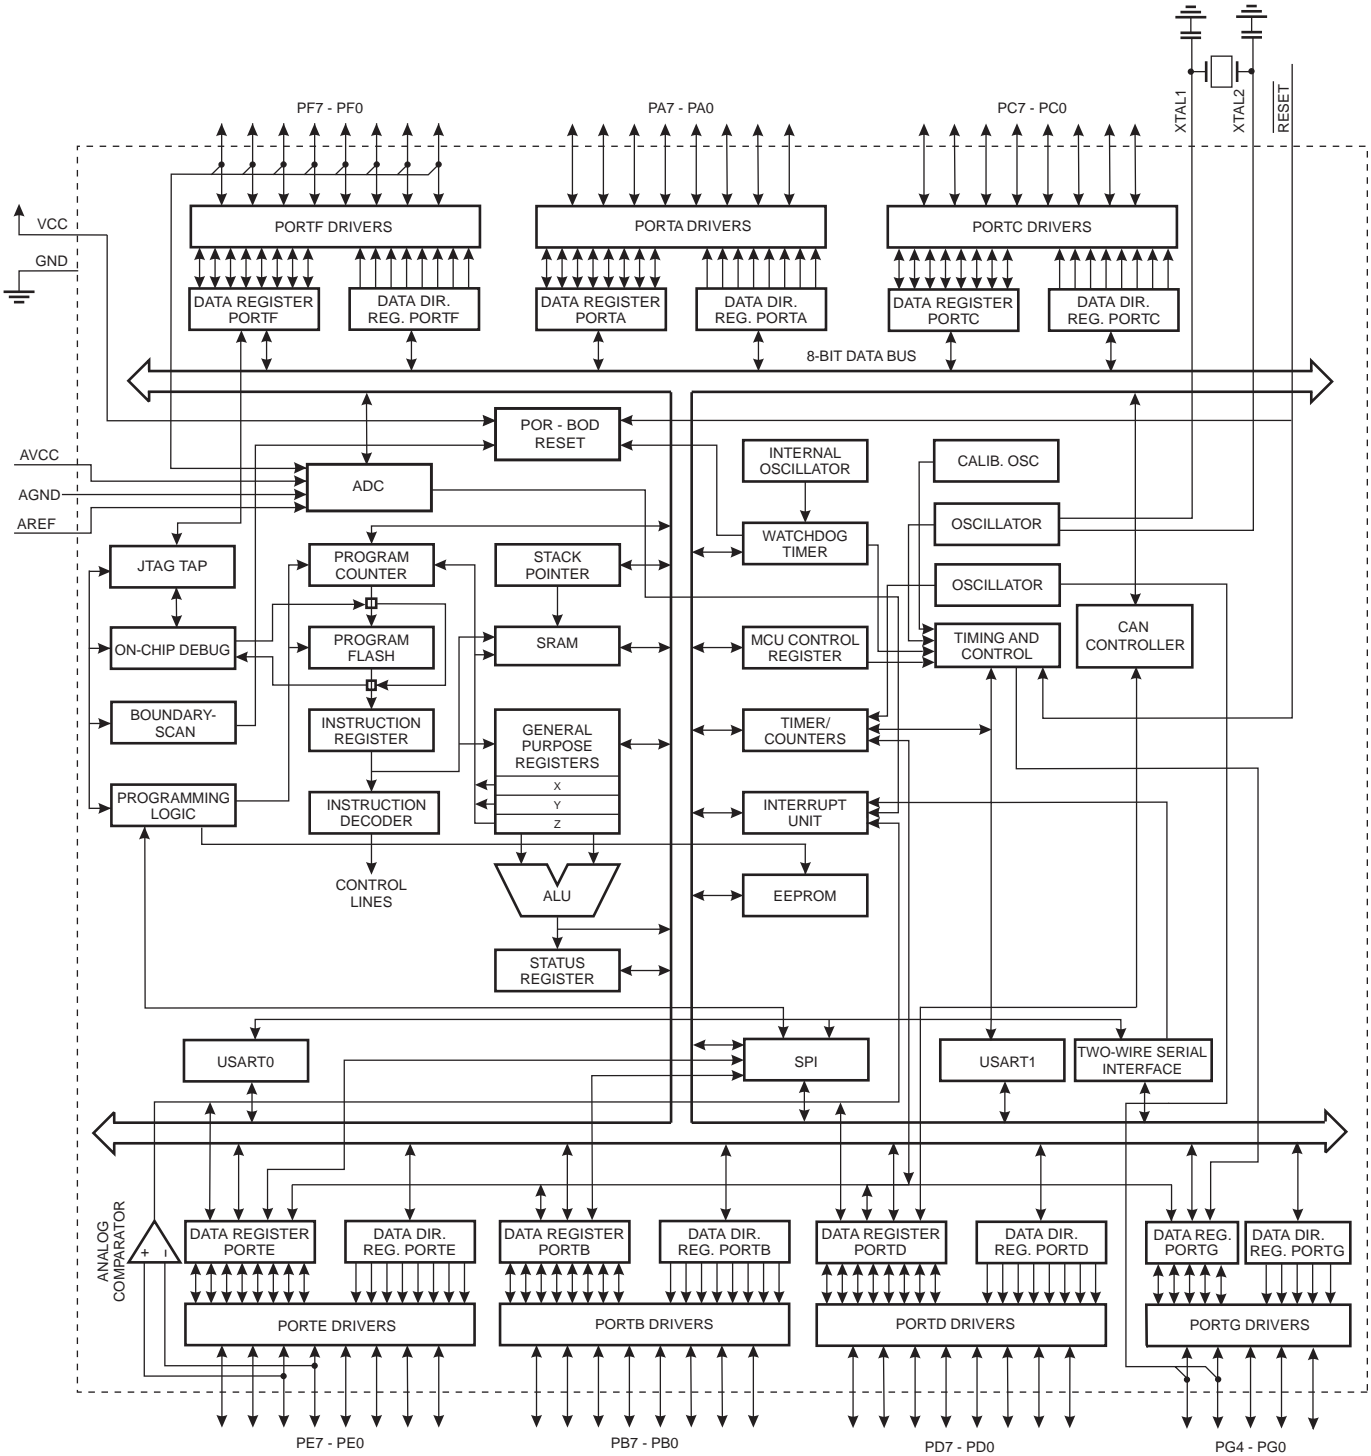 XTAL1
XTAL2
RESET
PF7 - PF0
PA7 - PA0
PC7 - PC0
VCC
GND
PORTF DRIVERS
PORTA DRIVERS
PORTC DRIVERS
DATA REGISTER
PORTF
DATA DIR.
REG. PORTF
DATA REGISTER
PORTA
DATA DIR.
REG. PORTA
DATA REGISTER
PORTC
DATA DIR.
REG. PORTC
8-BIT DATA BUS
POR - BOD
RESET
INTERNAL
OSCILLATOR
CALIB. OSC
AVCC
AGND
AREF
ADC
OSCILLATOR
WATCHDOG
TIMER
JTAG TAP
PROGRAM
COUNTER
STACK
POINTER
OSCILLATOR
ON-CHIP DEBUG
PROGRAM
FLASH
SRAM
MCU CONTROL
REGISTER
TIMING AND
CONTROL
CAN
CONTROLLER
BOUNDARY-
SCAN
INSTRUCTION
REGISTER
GENERAL
PURPOSE
REGISTERS
X
Y
Z
TIMER/
COUNTERS
PROGRAMMING
LOGIC
INSTRUCTION
DECODER
INTERRUPT
UNIT
CONTROL
LINES
ALU
EEPROM
STATUS
REGISTER
USART0
SPI
USART1
TWO-WIRE SERIAL
INTERFACE
ANALOG
COMPARATOR
+
-
DATA REGISTER
PORTE
DATA DIR.
REG. PORTE
DATA REGISTER
PORTB
DATA DIR.
REG. PORTB
DATA REGISTER
PORTD
DATA DIR.
REG. PORTD
DATA REG.
PORTG
DATA DIR.
REG. PORTG
PORTE DRIVERS
PORTB DRIVERS
PORTD DRIVERS
PORTG DRIVERS
PE7 - PE0
PB7 - PB0
PD7 - PD0
PG4 - PG0